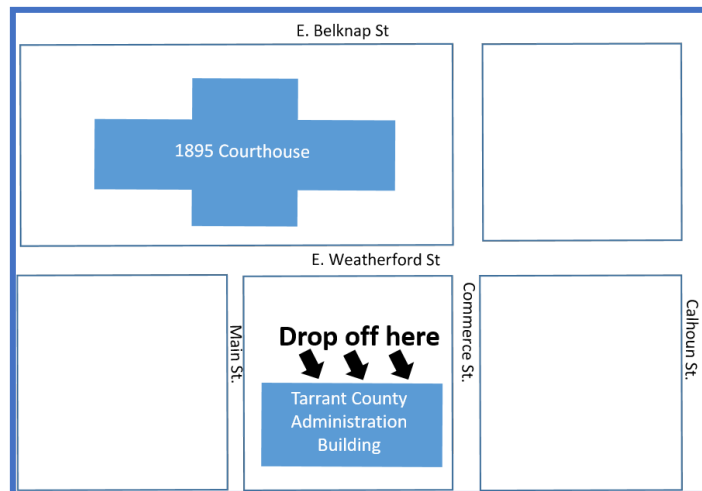 E. Belknap St
1895 Courthouse
E. Weatherford St
Main St.
Commerce St.
Calhoun St.
Drop off here
Tarrant County
Administration
Building